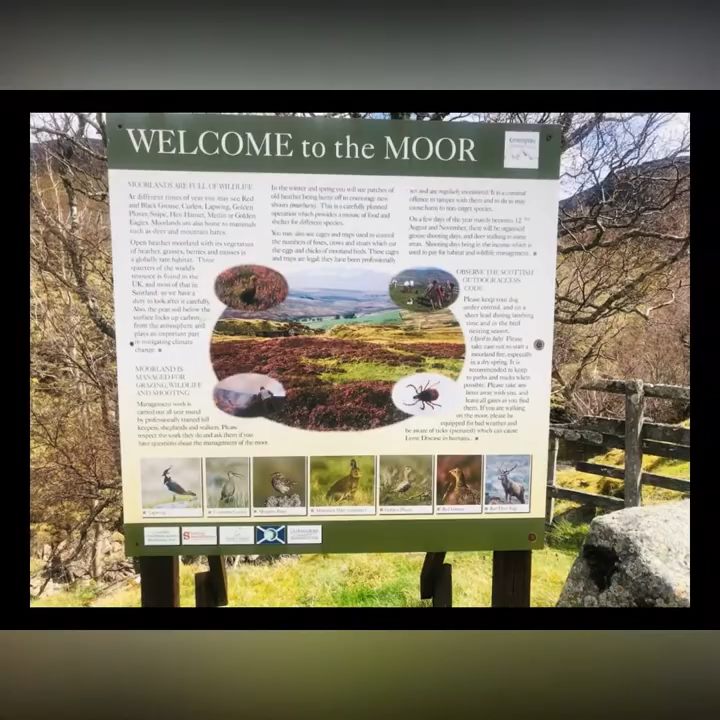 WELCOME to the MOOR
MOORLANDS ARE FULL OF WILDLIFE
At different times of year you may see Red
and Black Grouse, Curlew, Lapwing, Golden
Plover, Snipe, Hen Harrier, Merlin or Golden
Eagles. Moorlands are also home to mammals
such as deer and mountain hares.
Open heather moorland with its vegetation
of heather, grasses, berries and mosses is
a globally rare habitat. Three
quarters of the world's
resource is found in the
UK, and most of that in
Scotland, so we have a
duty to look after it carefully.
Also, the peat soil below the
surface locks up carbon
from the atmosphere and
plays an important part
in mitigating climate
change.
MOORLAND IS
MANAGED FOR
GRAZING, WILDLIFE
AND SHOOTING
Management work is
carried out all year round
by professionally trained hill
keepers, shepherds and stalkers. Please
respect the work they do and ask them if you
have questions about the management of the moor.
In the winter and spring you will see patches of
old heather being burnt off to encourage new
shoots (muirburn). This is a carefully planned
operation which provides a mosaic of food and
shelter for different species.
You may also see cages and traps used to control
the numbers of foxes, crows and stoats which eat
the eggs and chicks of moorland birds. These cages
and traps are legal; they have been professionally
set and are regularly monitored. It is a criminal
offence to tamper with them and to do so may
cause harm to non-target species.
On a few days of the year mainly between 12th
August and November, there will be organised
grouse shooting days, and deer stalking in some
areas. Shooting days bring in the income which is
used to pay for habitat and wildlife management.
OBSERVE THE SCOTTISH
OUTDOOR ACCESS
CODE
Please keep your dog
under control, and on a
short lead during lambing
time and in the bird
nesting season.
(April to July) Please
take care not to start a
moorland fire, especially
in a dry spring. It is
recommended to keep
to paths and tracks when
possible. Please take any
litter away with you, and
leave all gates as you find
them. If you are walking
on the moor, please be
equipped for bad weather and
be aware of ticks (pictured) which can cause
Lyme Disease in humans.
Lapwing
Golden Plover
Red Grouse
Red Deer Stag